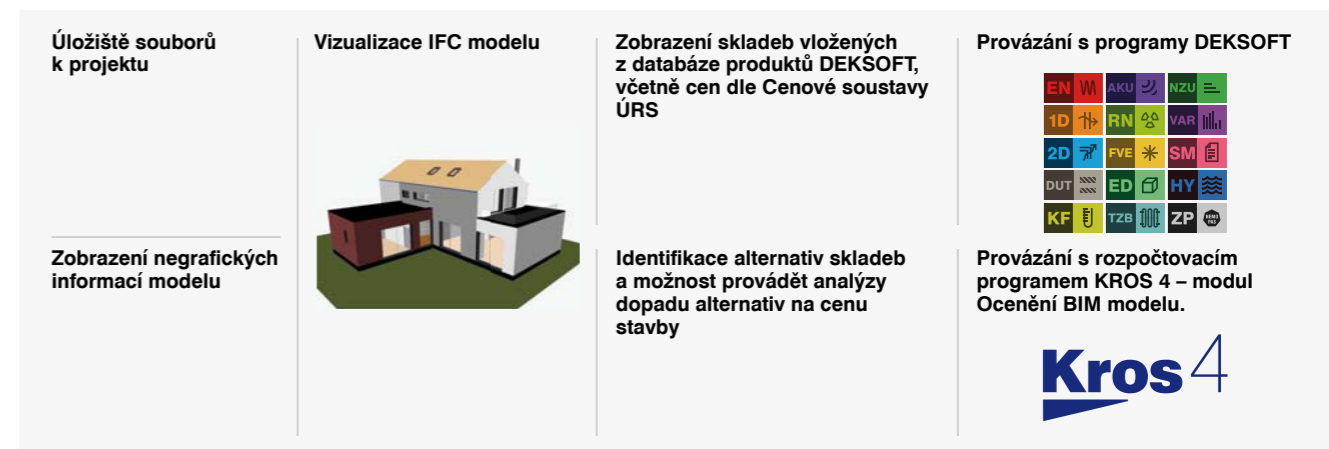 Úložiště souborů
k projektu
Zobrazení negrafických
informací modelu
Vizualizace IFC modelu
Zobrazení skladeb vložených
z databáze produktů DEKSOFT,
včetně cen dle Cenové soustavy
ÚRS
Identifikace alternativ skladeb
a možnost provádět analýzy
dopadu alternativ na cenu
stavby
Provázání s programy DEKSOFT
EN AKU NZU
1D RN VAR
2D FVE SM
DUT ED HY
KF TZB ZP NEMO PAS
Provázání s rozpočtovacím
programem KROS 4 – modul
Ocenění BIM modelu.
Kros 4